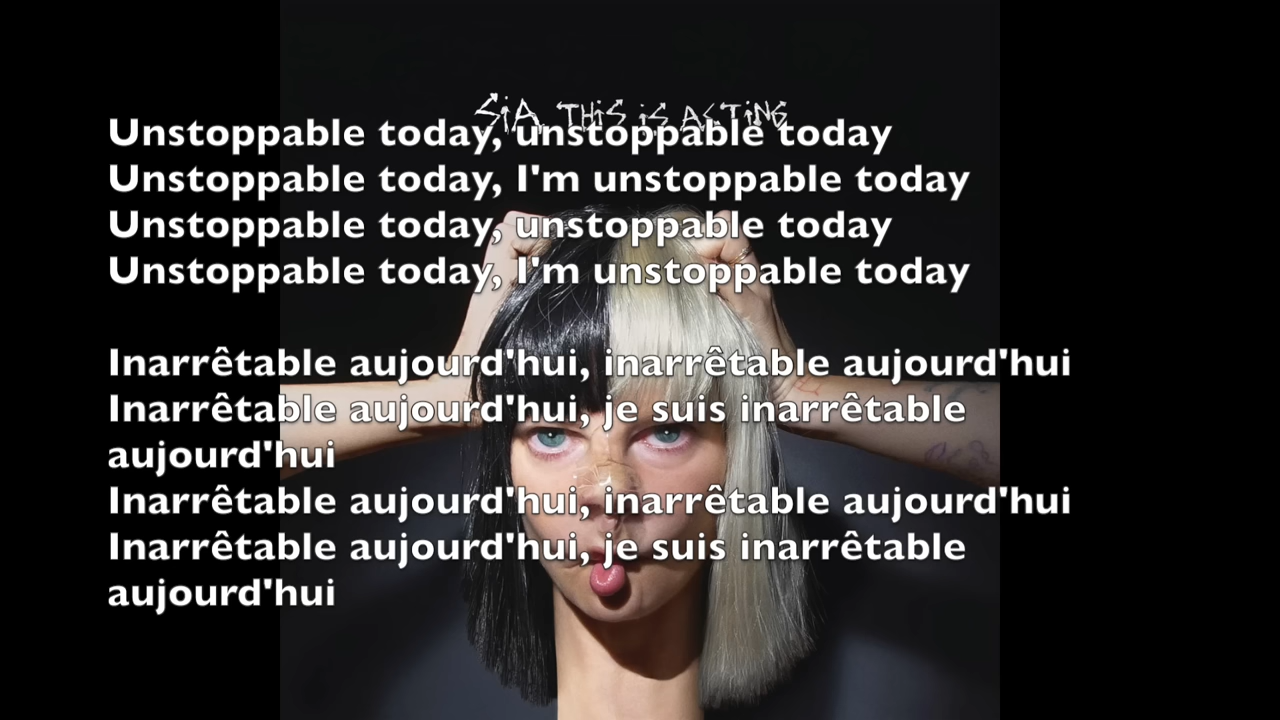 SiA THiS iS ACTiNG
Unstoppable today, unstoppable today
Unstoppable today, I'm unstoppable today
Unstoppable today, unstoppable today
Unstoppable today, I'm unstoppable today
Inarrêtable aujourd'hui, inarrêtable aujourd'hui
Inarrêtable aujourd'hui, je suis inarrêtable
aujourd'hui
Inarrêtable aujourd'hui, inarrêtable aujourd'hui
Inarrêtable aujourd'hui, je suis inarrêtable
aujourd'hui